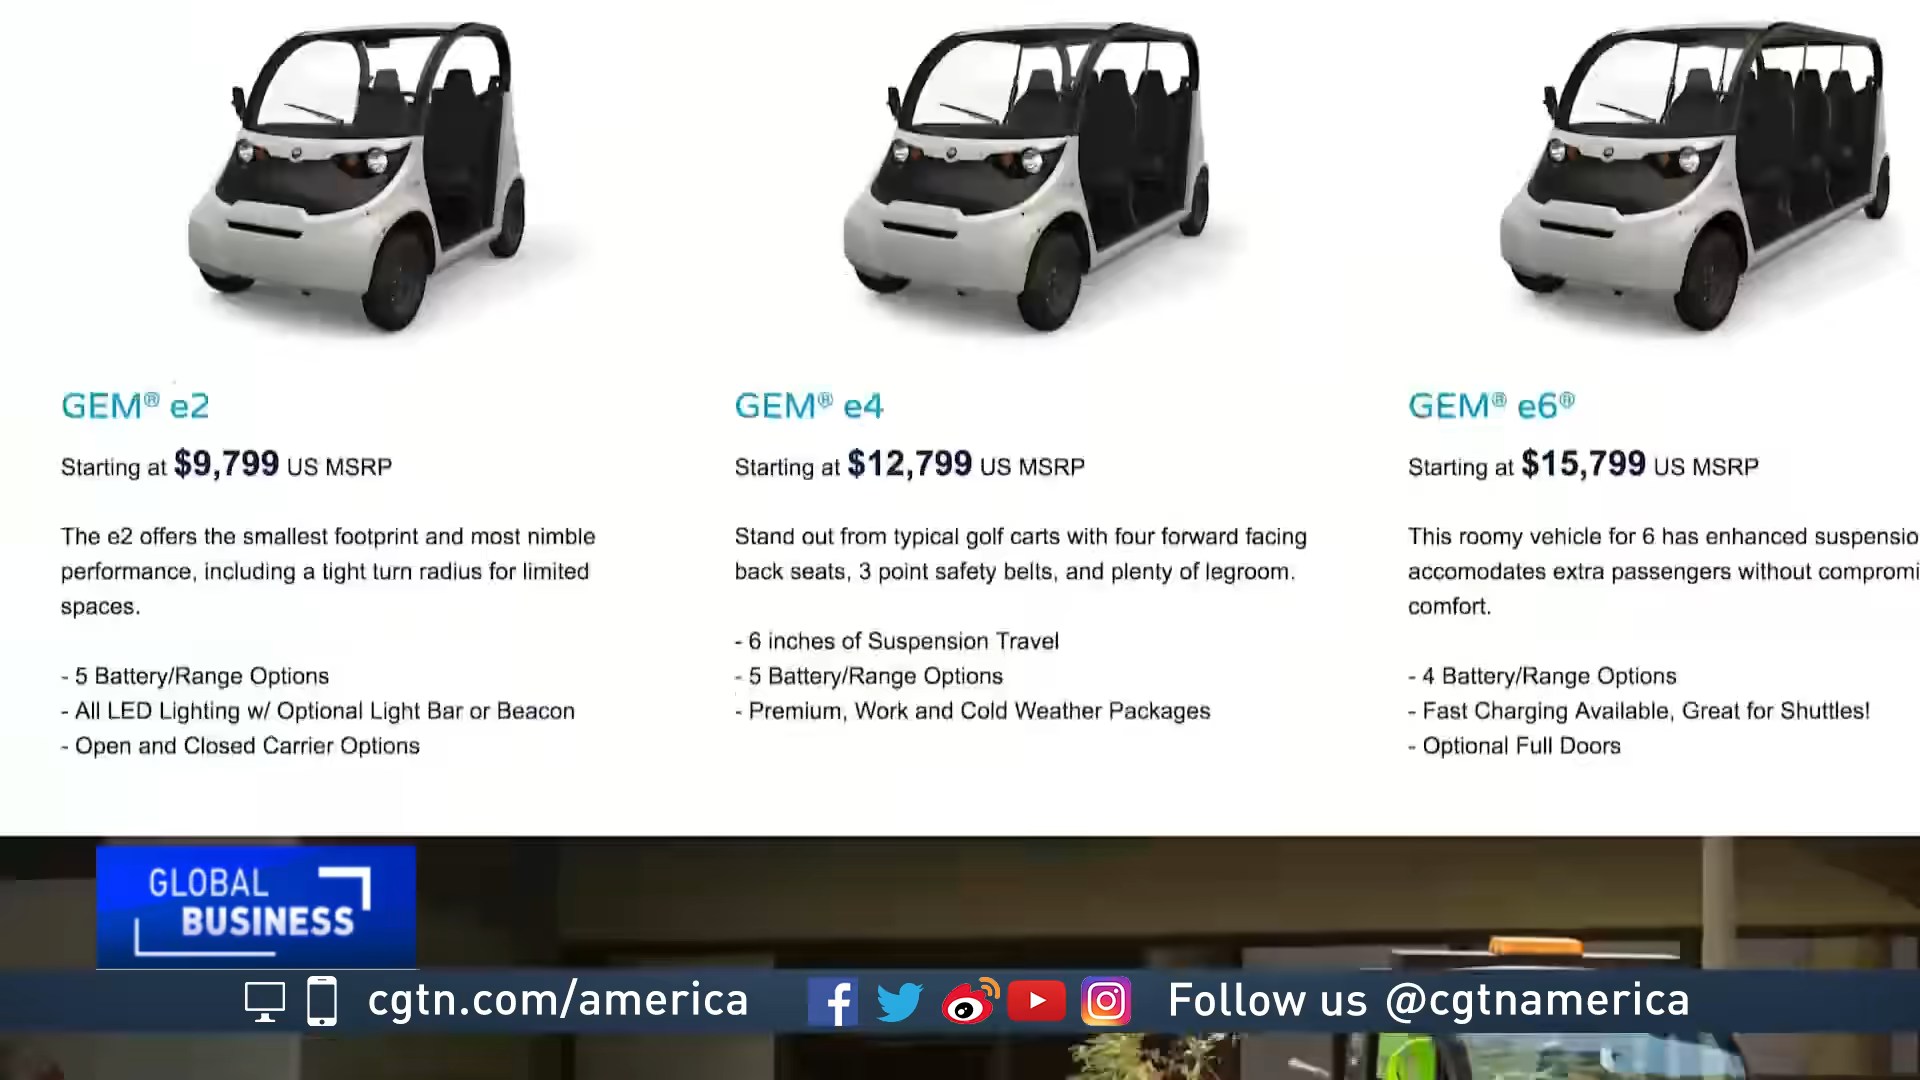 GEM® e2
Starting at $9,799 US MSRP
The e2 offers the smallest footprint and most nimble
performance, including a tight turn radius for limited
spaces.
- 5 Battery/Range Options
- All LED Lighting w/ Optional Light Bar or Beacon
- Open and Closed Carrier Options
GEM® e4
Starting at $12,799 US MSRP
Stand out from typical golf carts with four forward facing
back seats, 3 point safety belts, and plenty of legroom.
- 6 inches of Suspension Travel
- 5 Battery/Range Options
- Premium, Work and Cold Weather Packages
GEM® e6®
Starting at $15,799 US MSRP
This roomy vehicle for 6 has enhanced suspensio
accomodates extra passengers without compromi
comfort.
- 4 Battery/Range Options
- Fast Charging Available, Great for Shuttles!
- Optional Full Doors
GLOBAL
BUSINESS
cgtn.com/america
Follow us @cgtnamerica